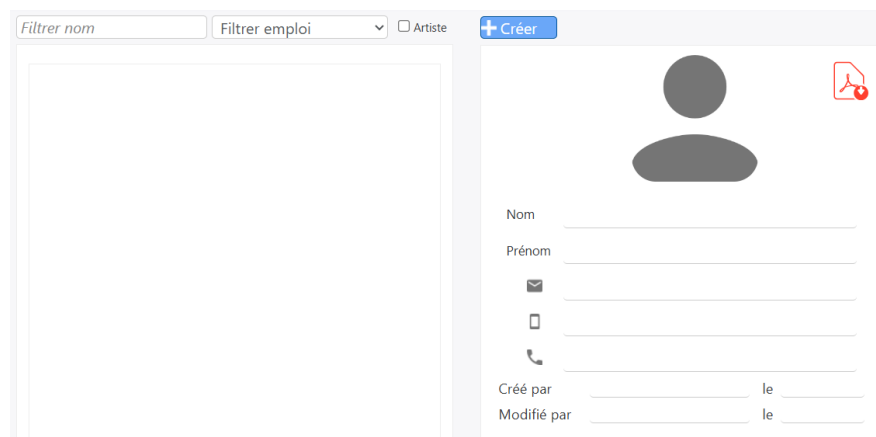 Filtrer nom
Filtrer emploi
Artiste
Créer
Nom
Prénom
Créé par
le
Modifié par
le